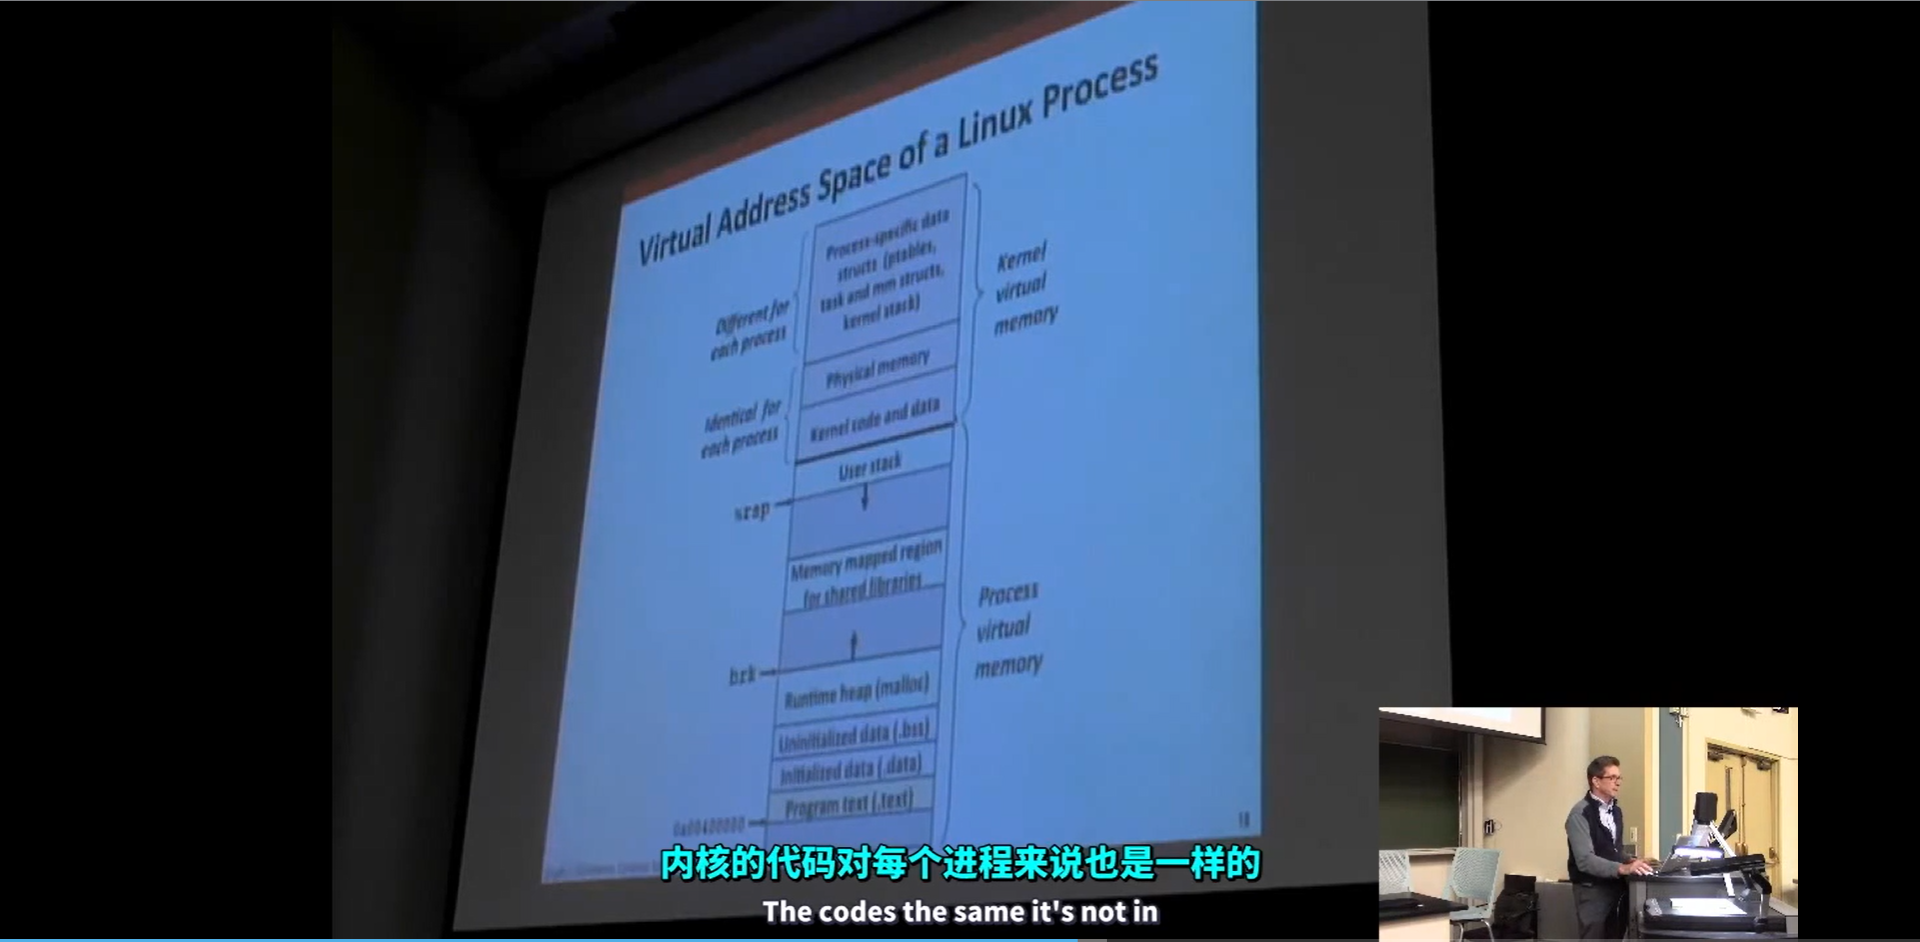 Virtual Address Space of a Linux Process
Process-specific data
structs (ptables,
task and mm structs,
kernel stack)
Different for
each process
Kernel
virtual
memory
Physical memory
Identical for
each process
Kernel code and data
User stack
%rsp
Memory mapped region
for shared libraries
Process
virtual
memory
brk
Runtime heap (malloc)
Uninitialized data (.bss)
Initialized data (.data)
Program text (.text)
0x00400000
18
内核的代码对每个进程来说也是一样的
The codes the same it's not in